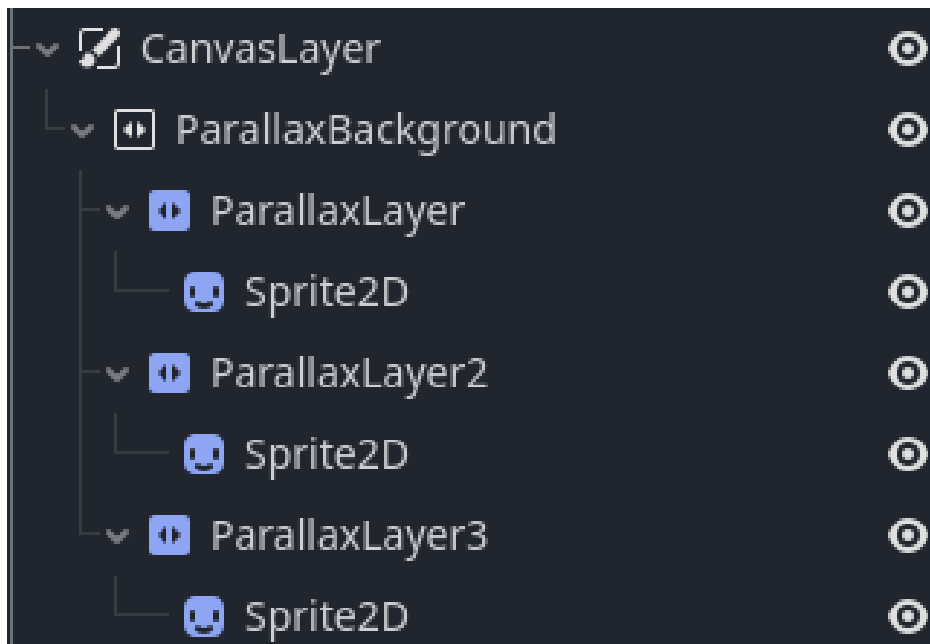 CanvasLayer
ParallaxBackground
ParallaxLayer
Sprite2D
ParallaxLayer2
Sprite2D
ParallaxLayer3
Sprite2D